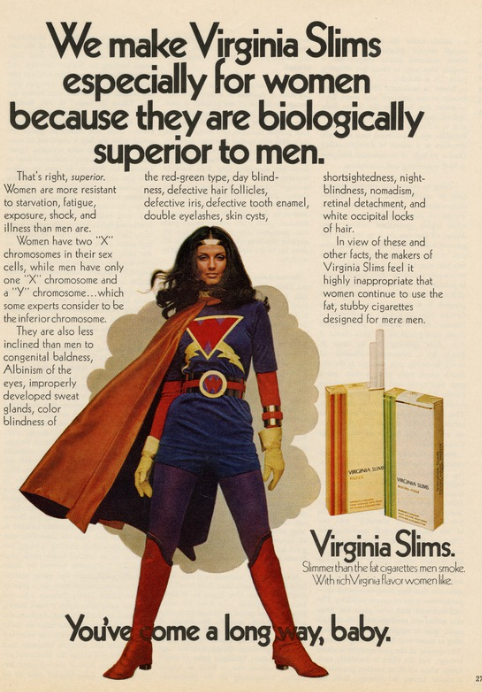 We make Virginia Slims
especially for women
because they are biologically
superior to men.
That's right, superior.
Women are more resistant
to starvation, fatigue,
exposure, shock, and
illness than men are.
Women have two "X"
chromosomes in their sex
cells, while men have only
one "X" chromosome and
a "Y" chromosome...which
some experts consider to be
the inferior chromosome.
They are also less
inclined than men to
congenital baldness,
Albinism of the
eyes, improperly
developed sweat
glands, color
blindness of
the red-green type, day blind-
ness, defective hair follicles,
defective iris, defective tooth enamel,
double eyelashes, skin cysts,
shortsightedness, night-
blindness, nomadism,
retinal detachment, and
white occipital locks
of hair.
In view of these and
other facts, the makers of
Virginia Slims feel it
highly inappropriate that
women continue to use the
fat, stubby cigarettes
designed for mere men.
W
VIRGINIA SLIMS
VIRGINIA SLIMS
Virginia Slims.
Slimmer than the fat cigarettes men smoke.
With rich Virginia flavor women like.
You've come a long way, baby.
27